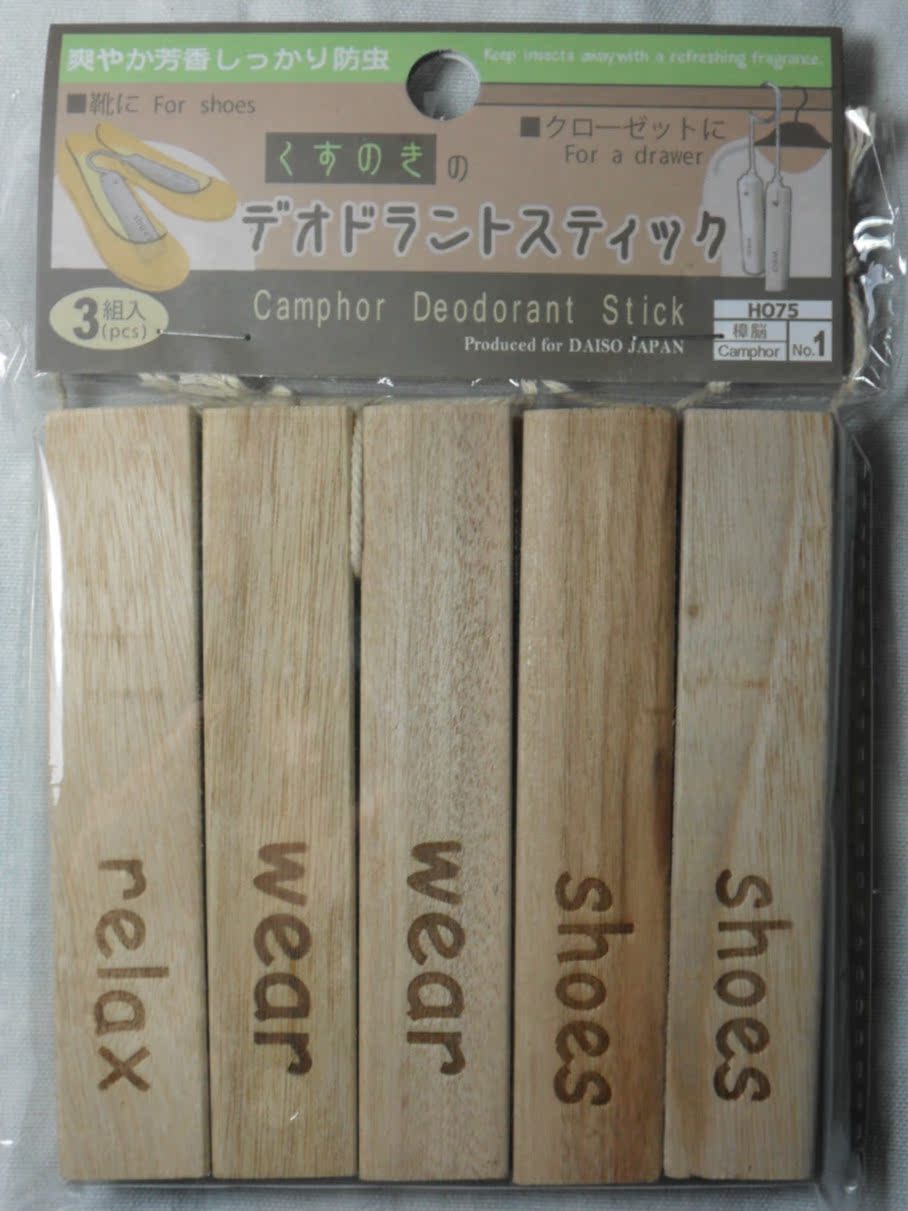 爽やか芳香しっかり防虫
Keep insects away with a refreshing fragrance.
■靴に For shoes
■クローゼットに
For a drawer
くすのきの
デオドラントスティック
3組入
(pcs)
Camphor Deodorant Stick
Produced for DAISO JAPAN
HO75
樟脳
Camphor
No.1
relax
wear
wear
shoes
shoes